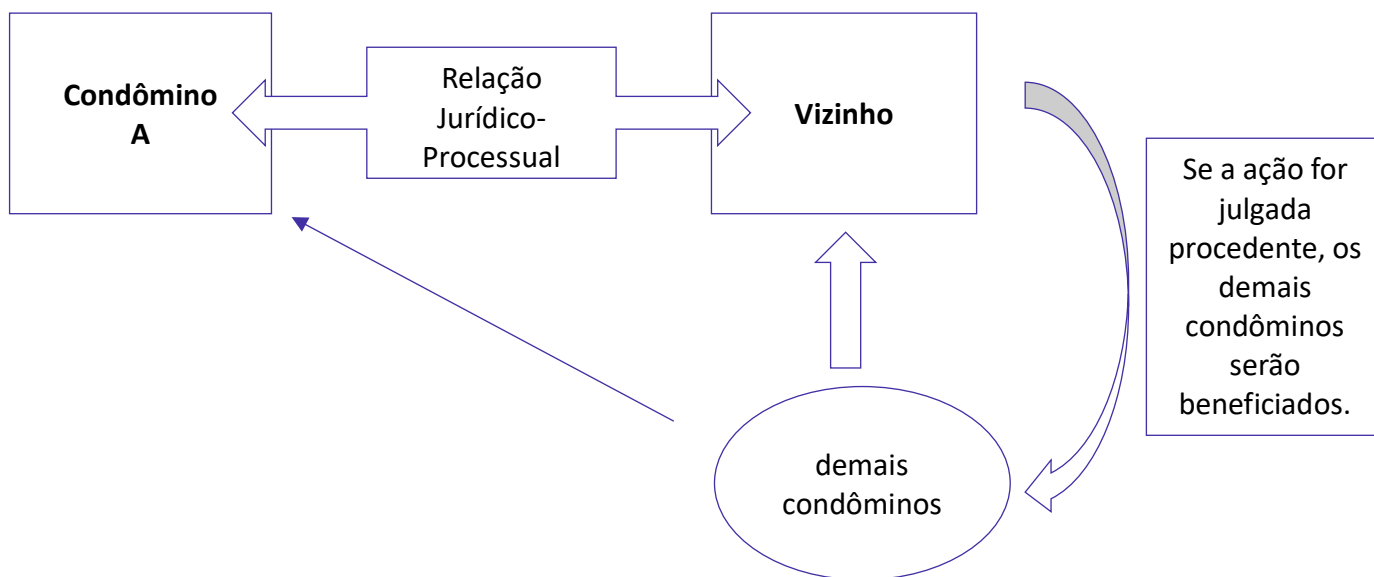 Condômino
A
Relação
Jurídico-
Processual
Vizinho
Se a ação for
julgada
procedente, os
demais
condôminos
serão
beneficiados.
demais
condôminos